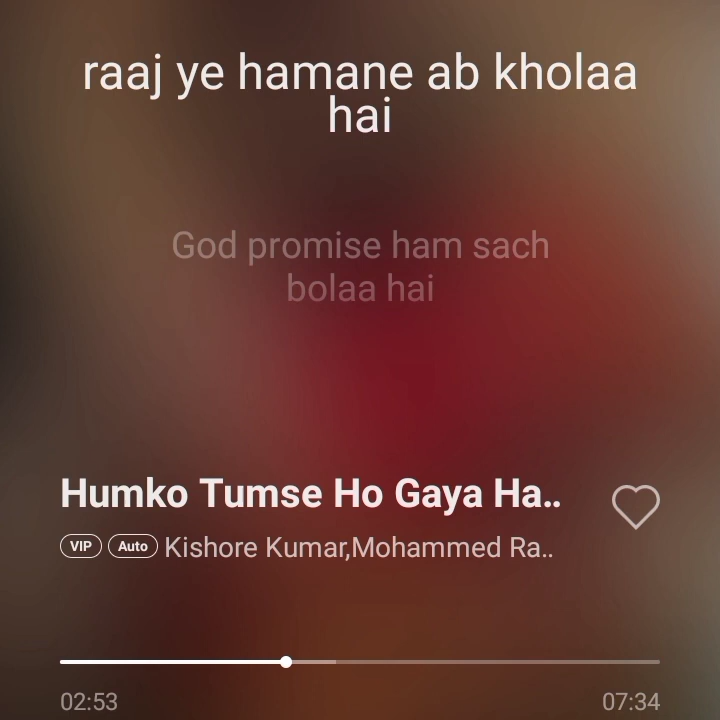 raaj ye hamane ab kholaa
hai
God promise ham sach
bolaa hai
Humko Tumse Ho Gaya Ha..
VIP Auto Kishore Kumar,Mohammed Ra..
02:53 07:34